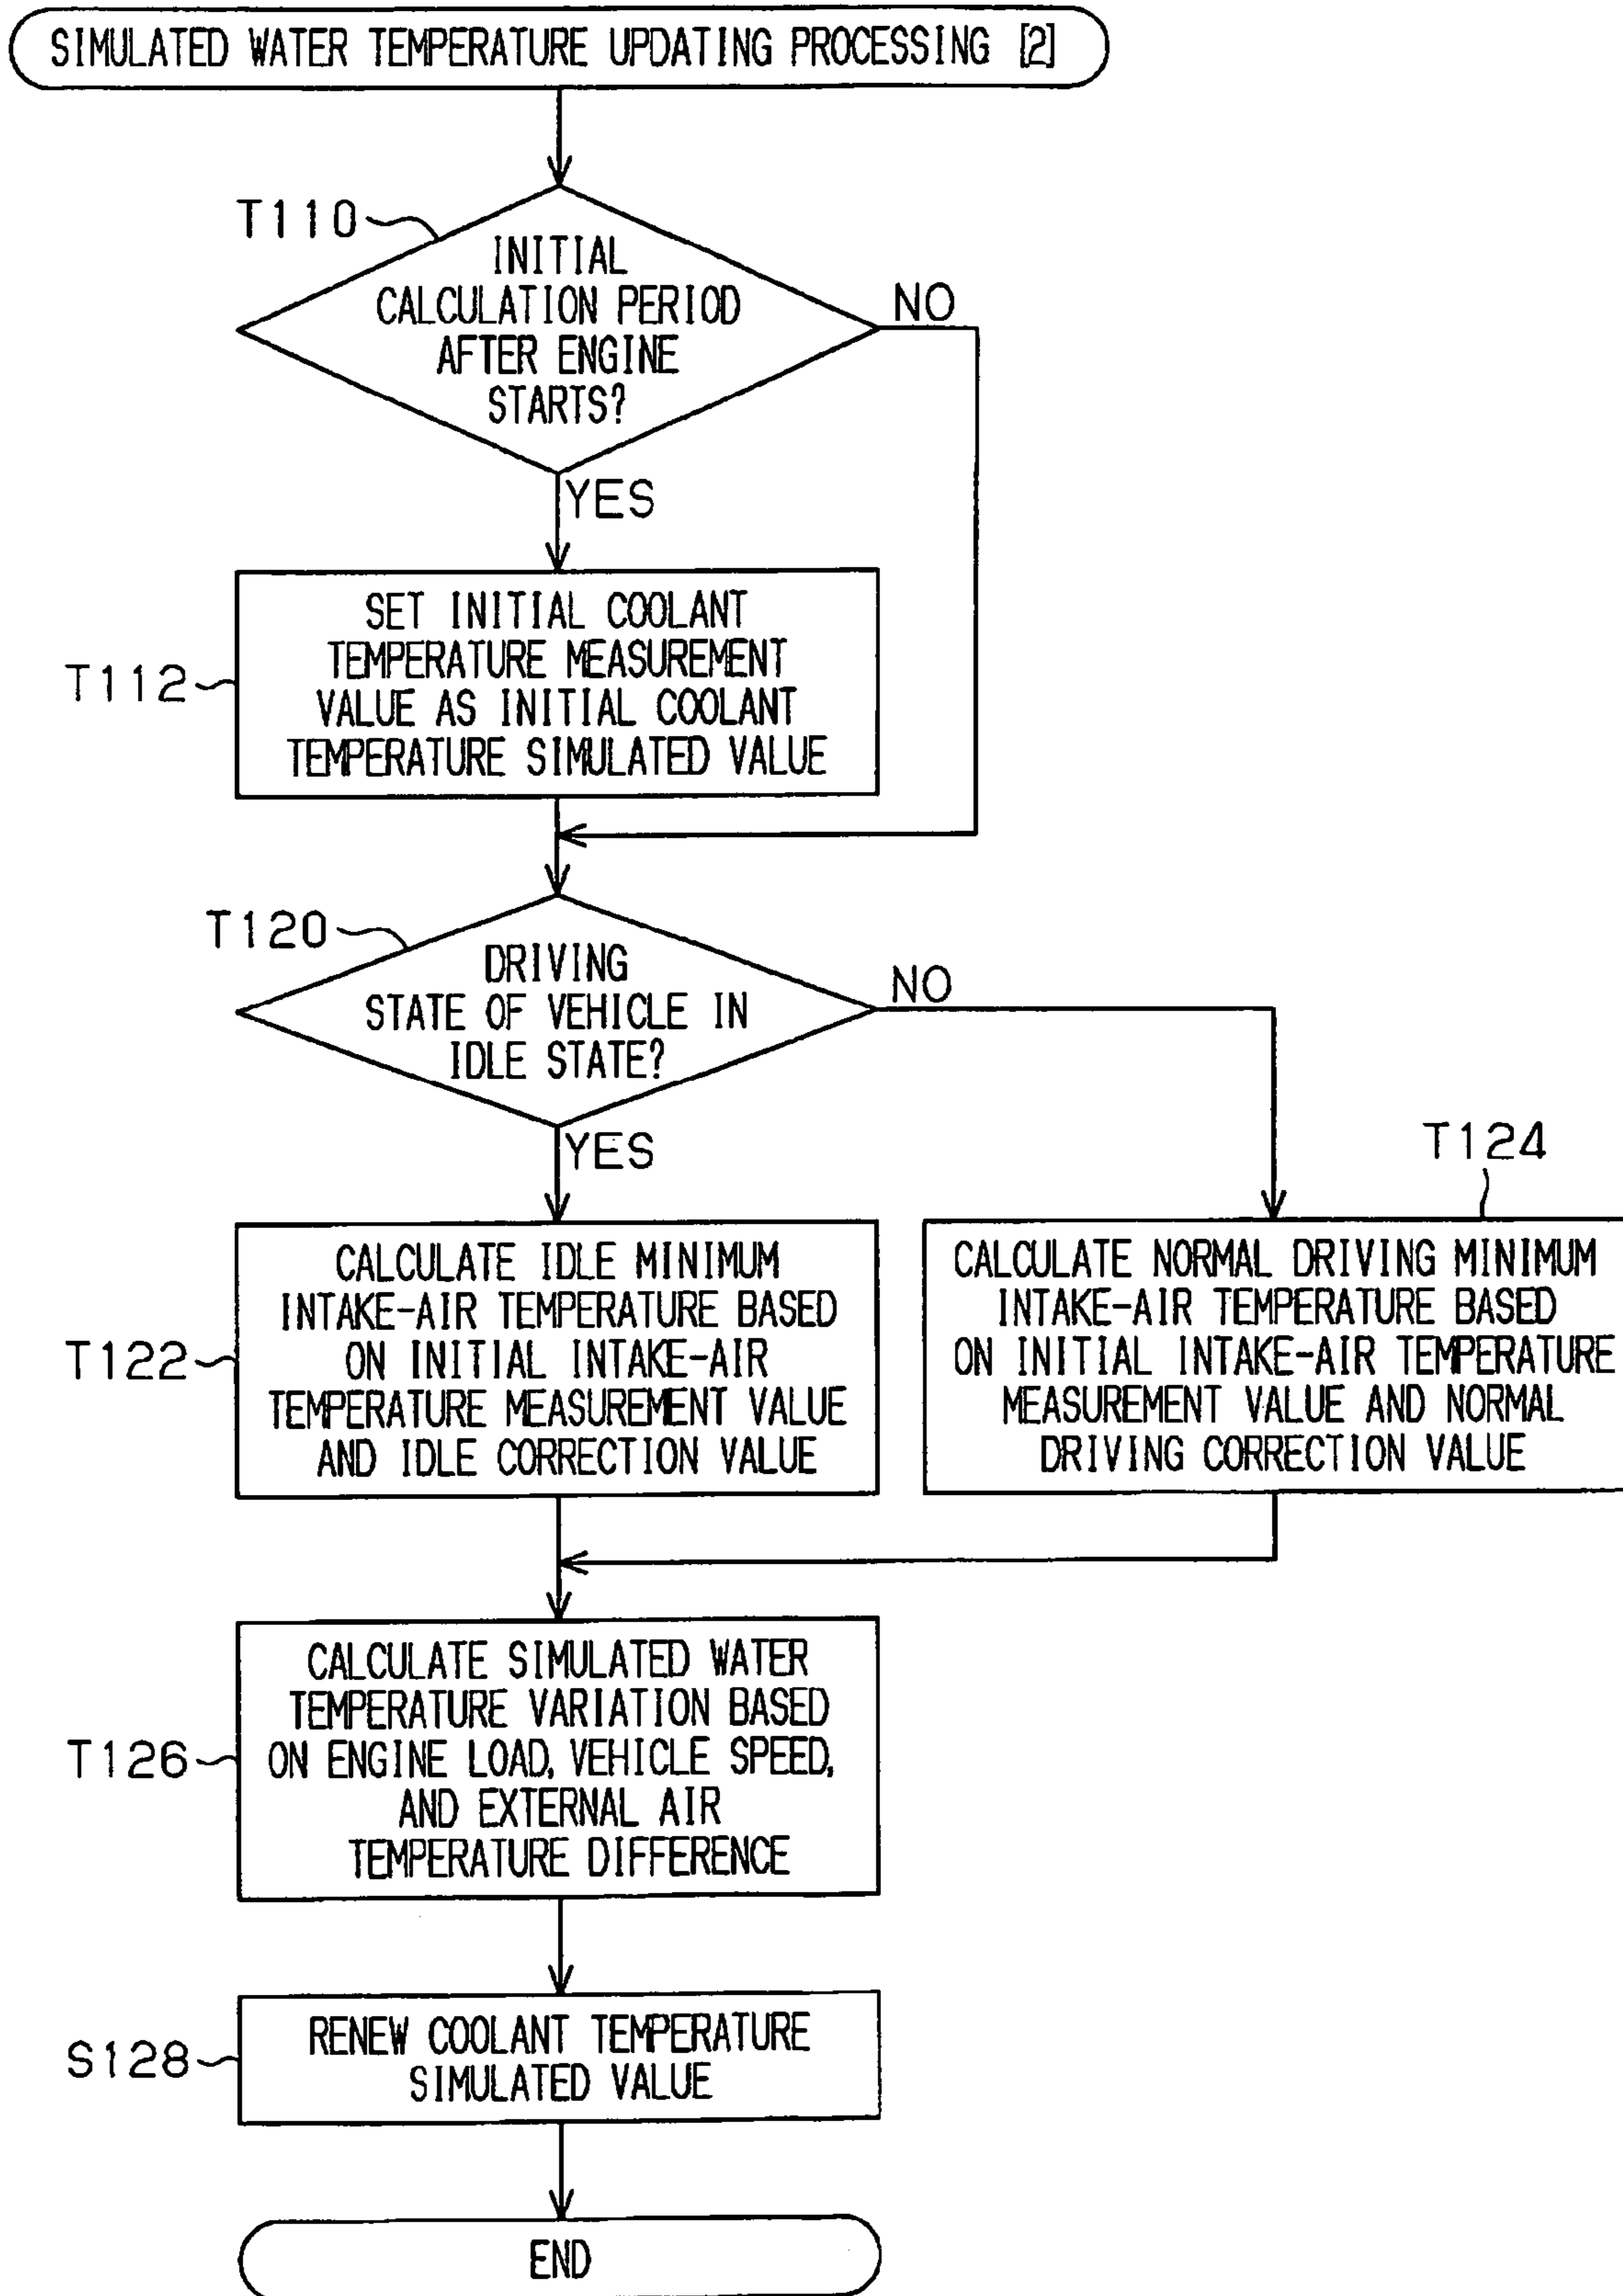 SIMULATED WATER TEMPERATURE UPDATING PROCESSING [2]
T110
INITIAL
CALCULATION PERIOD
AFTER ENGINE
STARTS?
NO
YES
T112
SET INITIAL COOLANT
TEMPERATURE MEASUREMENT
VALUE AS INITIAL COOLANT
TEMPERATURE SIMULATED VALUE
T120
DRIVING
STATE OF VEHICLE IN
IDLE STATE?
NO
YES
T122
CALCULATE IDLE MINIMUM
INTAKE-AIR TEMPERATURE BASED
ON INITIAL INTAKE-AIR
TEMPERATURE MEASUREMENT VALUE
AND IDLE CORRECTION VALUE
T124
CALCULATE NORMAL DRIVING MINIMUM
INTAKE-AIR TEMPERATURE BASED
ON INITIAL INTAKE-AIR TEMPERATURE
MEASUREMENT VALUE AND NORMAL
DRIVING CORRECTION VALUE
T126
CALCULATE SIMULATED WATER
TEMPERATURE VARIATION BASED
ON ENGINE LOAD, VEHICLE SPEED,
AND EXTERNAL AIR
TEMPERATURE DIFFERENCE
S128
RENEW COOLANT TEMPERATURE
SIMULATED VALUE
END